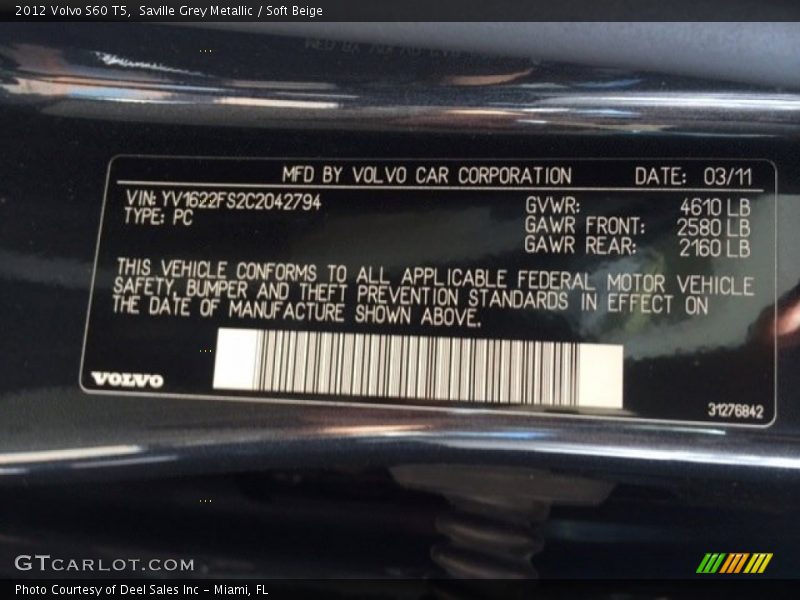 2012 Volvo S60 T5, Saville Grey Metallic / Soft Beige
MFD BY VOLVO CAR CORPORATION DATE: 03/11
VIN: YV1622FS2C2042794 GVWR: 4610 LB
TYPE: PC GAWR FRONT: 2580 LB
GAWR REAR: 2160 LB
THIS VEHICLE CONFORMS TO ALL APPLICABLE FEDERAL MOTOR VEHICLE
SAFETY, BUMPER AND THEFT PREVENTION STANDARDS IN EFFECT ON
THE DATE OF MANUFACTURE SHOWN ABOVE.
VOLVO
31276842
GTCARLOT.COM
Photo Courtesy of Deel Sales Inc - Miami, FL